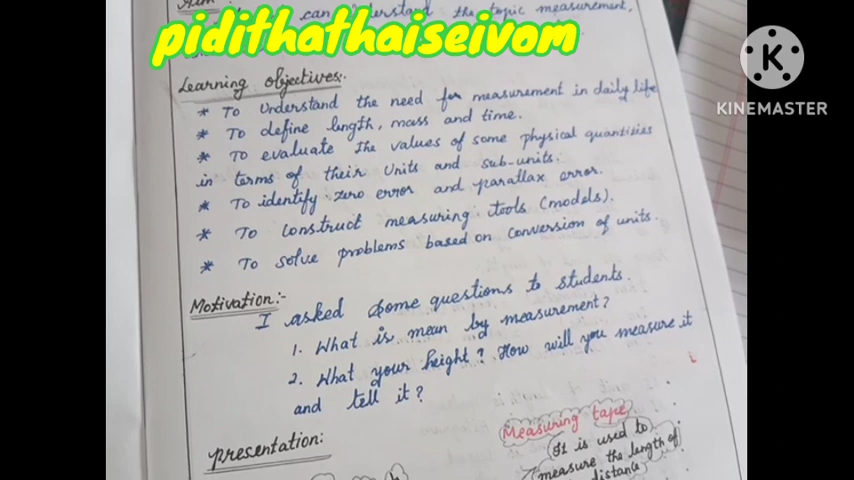 can understand the topic measurement,
pidithathaiseivom
KINEMASTER
Learning objectives:-
* To understand the need for measurement in daily life
* To define length, mass and time.
* To evaluate the values of some physical quantities
in terms of their Units and sub-units.
* To identify zero error and parallax error.
* To construct measuring tools (models).
* To solve problems based on conversion of units.
Motivation:-
I asked some questions to students.
1. What is mean by measurement?
2. What your height? How will you measure it
and tell it?
Presentation:
Measuring tape
It is used to
measure the length of
distance